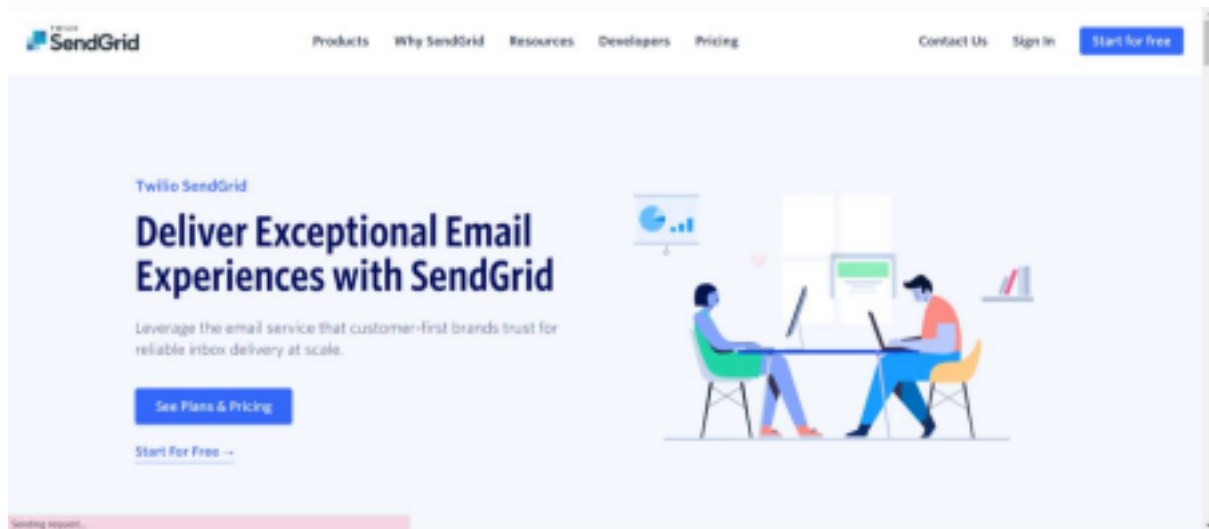 TWILIO
SendGrid
Products Why SendGrid Resources Developers Pricing
Contact Us Sign In Start for free
Twilio SendGrid
Deliver Exceptional Email
Experiences with SendGrid
Leverage the email service that customer-first brands trust for
reliable inbox delivery at scale.
See Plans & Pricing
Start For Free →
Sending request...